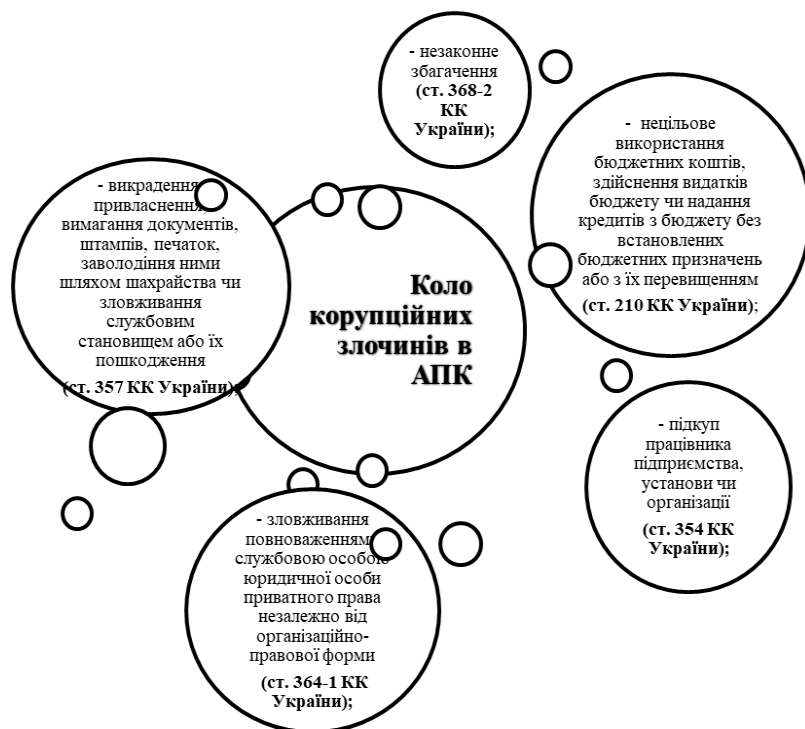 - незаконне
збагачення
(ст. 368-2
КК
України);
- нецільове
використання
бюджетних коштів,
здійснення видатків
бюджету чи надання
кредитів з бюджету без
встановлених
бюджетних призначень
або з їх перевищенням
(ст. 210 КК України);
- викрадення
привласнення,
вимагання документів,
штампів, печаток,
заволодіння ними
шляхом шахрайства чи
зловживання
службовим
становищем або їх
пошкодження
(ст. 357 КК України);
Коло
корупційних
злочинів в
АПК
- підкуп
працівника
підприємства,
установи чи
організації
(ст. 354 КК
України);
- зловживання
повноваженням
службовою особою
юридичної особи
приватного права
незалежно від
організаційно-
правової форми
(ст. 364-1 КК
України);